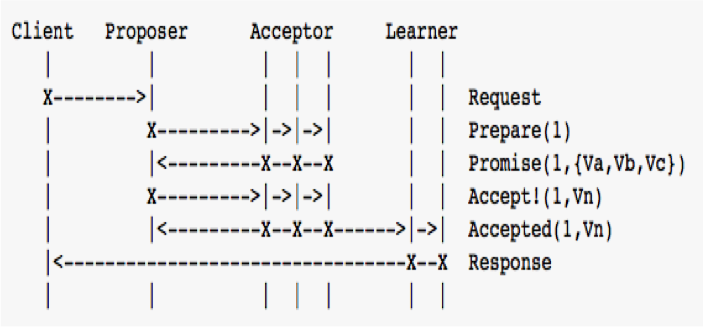 Client Proposer Acceptor Learner
Request
Prepare(1)
Promise(1,{Va,Vb,Vc})
Accept!(1,Vn)
Accepted(1,Vn)
Response